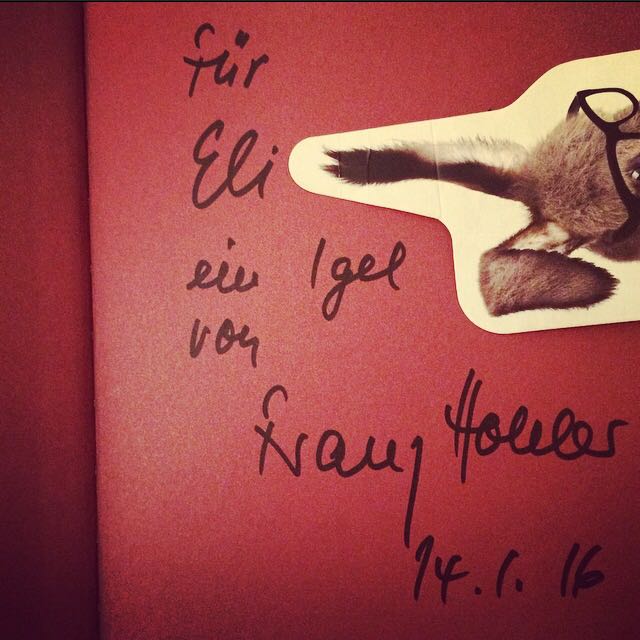 für
Eli
ein Igel
von
Franz Hohler
14.1.16